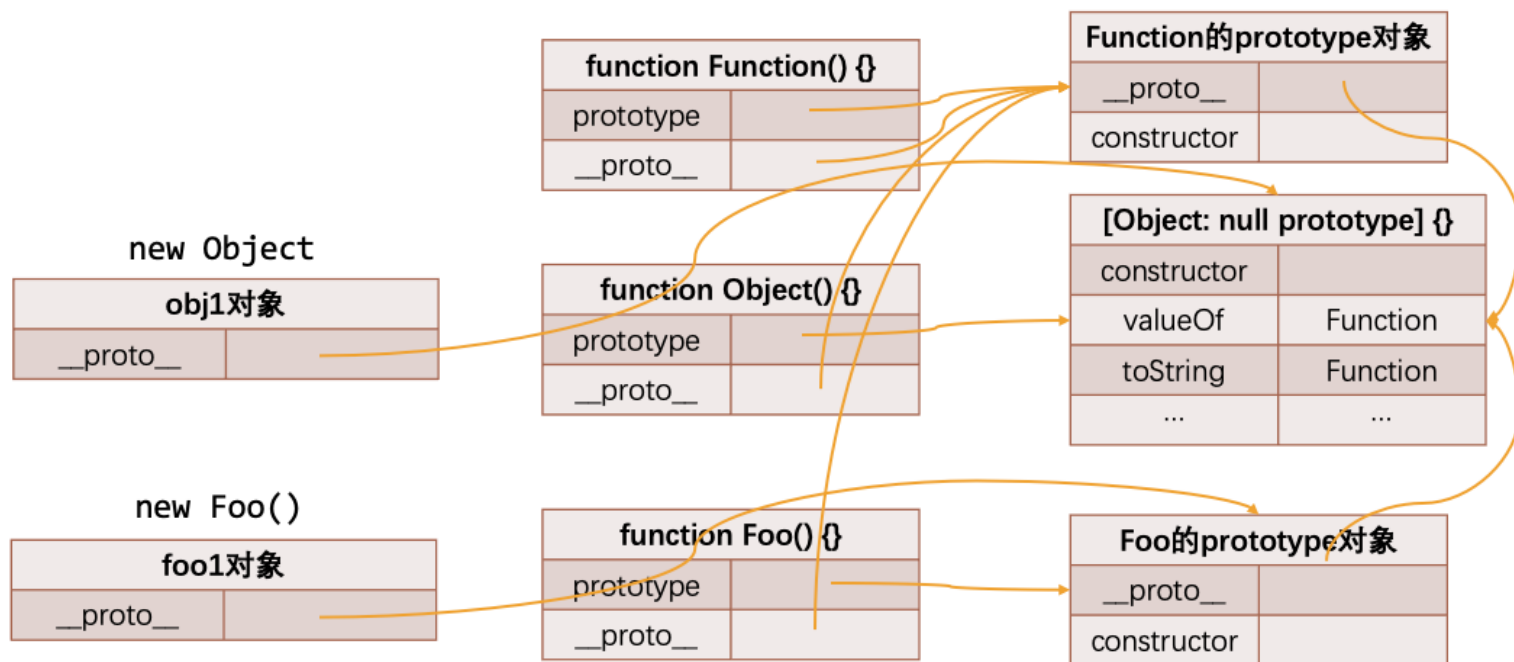 function Function() {}
prototype
__proto__
Function的prototype对象
__proto__
constructor
new Object
obj1对象
__proto__
function Object() {}
prototype
__proto__
[Object: null prototype] {}
constructor
valueOf Function
toString Function
... ...
new Foo()
foo1对象
__proto__
function Foo() {}
prototype
__proto__
Foo的prototype对象
__proto__
constructor